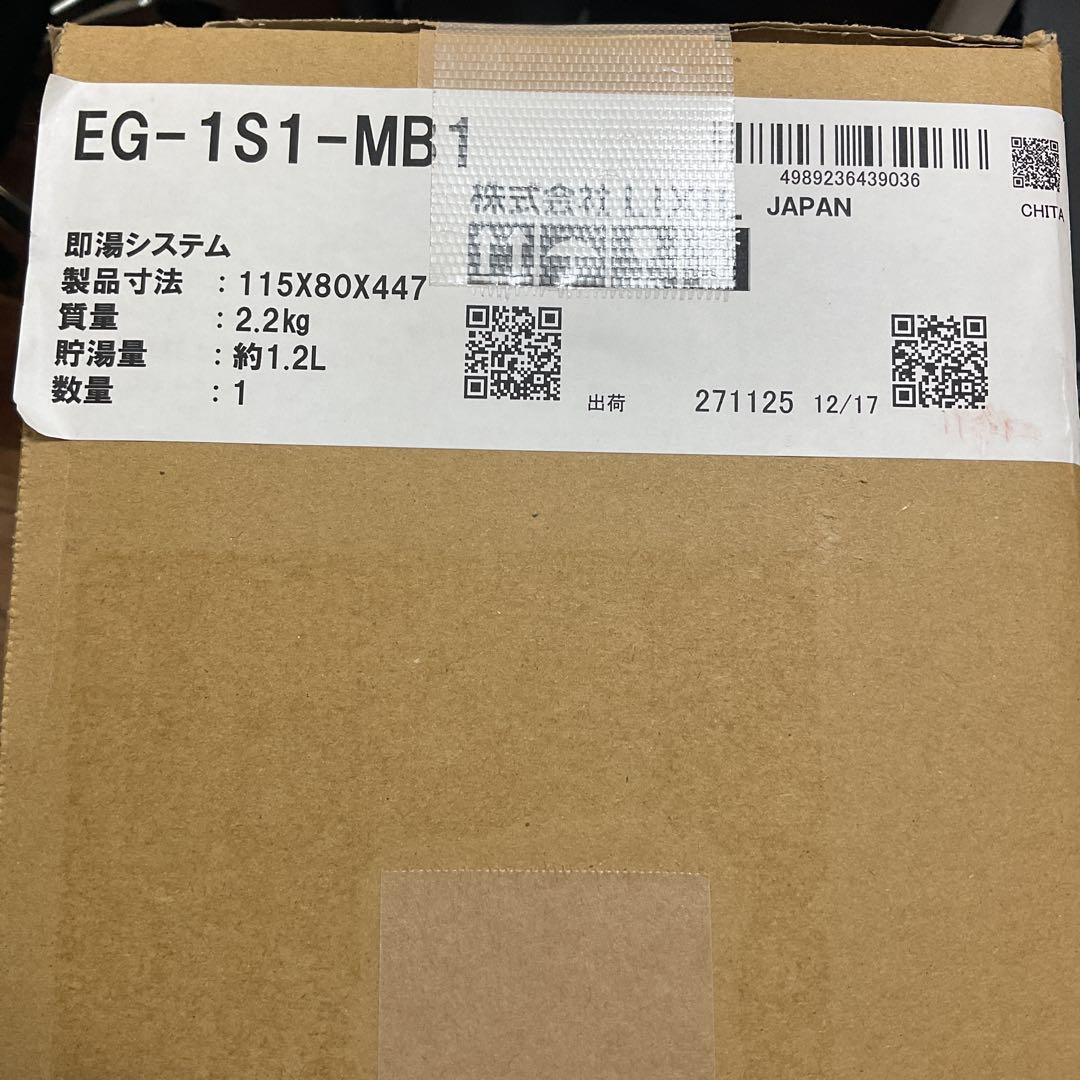 EG-1S1-MB1
4989236439036
JAPAN
CHITA
即湯システム
製品寸法 : 115X80X447
質量 : 2.2kg
貯湯量 : 約1.2L
数量 : 1
出荷 271125 12/17